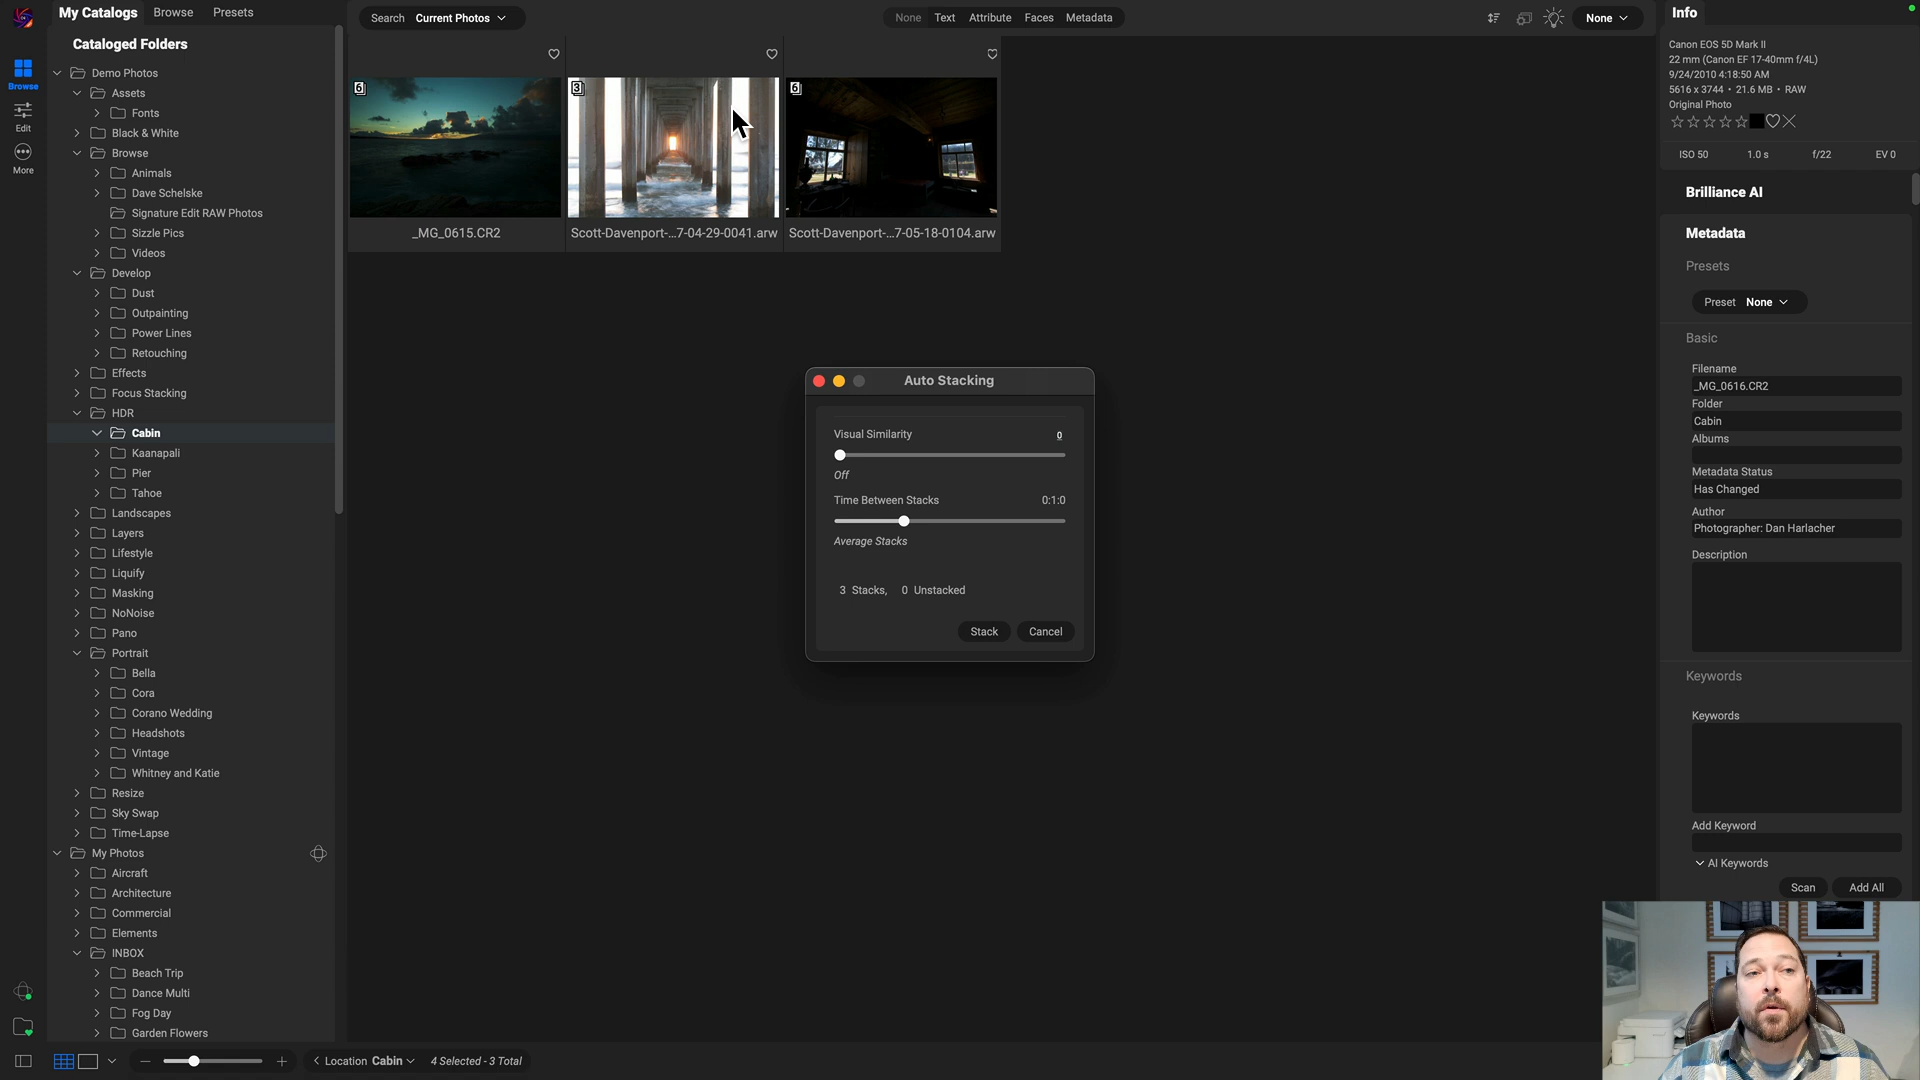 My Catalogs Browse Presets
Search Current Photos
None Text Attribute Faces Metadata
None
Info
Browse
Edit
More
Cataloged Folders
Demo Photos
Assets
Fonts
Black & White
Browse
Animals
Dave Schelske
Signature Edit RAW Photos
Sizzle Pics
Videos
Develop
Dust
Outpainting
Power Lines
Retouching
Effects
Focus Stacking
HDR
Cabin
Kaanapali
Pier
Tahoe
Landscapes
Layers
Lifestyle
Liquify
Masking
NoNoise
Pano
Portrait
Bella
Cora
Corano Wedding
Headshots
Vintage
Whitney and Katie
Resize
Sky Swap
Time-Lapse
My Photos
Aircraft
Architecture
Commercial
Elements
INBOX
Beach Trip
Dance Multi
Fog Day
Garden Flowers
6
3
6
_MG_0615.CR2
Scott-Davenport-...7-04-29-0041.arw
Scott-Davenport-...7-05-18-0104.arw
Auto Stacking
Visual Similarity 0
Off
Time Between Stacks 0:1:0
Average Stacks
3 Stacks, 0 Unstacked
Stack Cancel
Location Cabin 4 Selected - 3 Total
Canon EOS 5D Mark II
22 mm (Canon EF 17-40mm f/4L)
9/24/2010 4:18:50 AM
5616 x 3744 • 21.6 MB • RAW
Original Photo
ISO 50 1.0 s f/22 EV 0
Brilliance AI
Metadata
Presets
Preset None
Basic
Filename
_MG_0616.CR2
Folder
Cabin
Albums
Metadata Status
Has Changed
Author
Photographer: Dan Harlacher
Description
Keywords
Keywords
Add Keyword
AI Keywords
Scan Add All